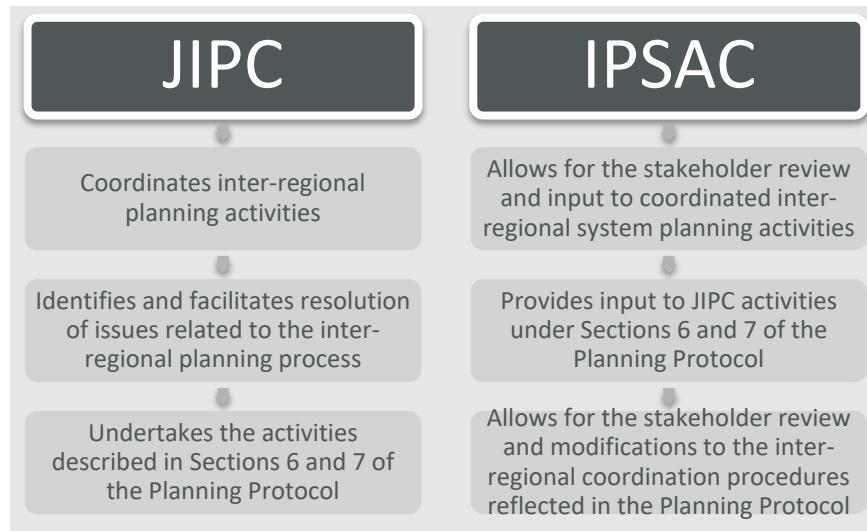 JIPC
Coordinates inter-regional
planning activities
Identifies and facilitates resolution
of issues related to the inter-
regional planning process
Undertakes the activities
described in Sections 6 and 7 of
the Planning Protocol
IPSAC
Allows for the stakeholder review
and input to coordinated inter-
regional system planning activities
Provides input to JIPC activities
under Sections 6 and 7 of the
Planning Protocol
Allows for the stakeholder review
and modifications to the inter-
regional coordination procedures
reflected in the Planning Protocol